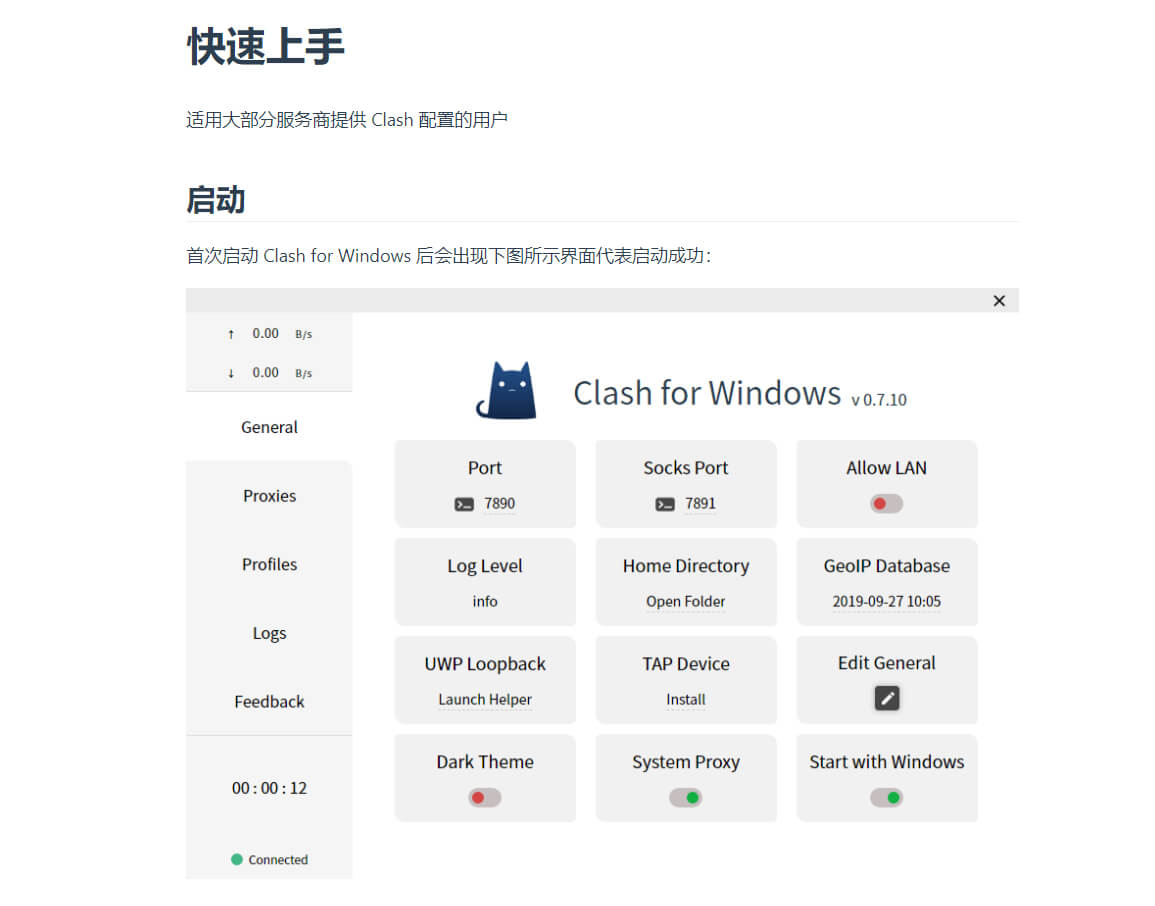 快速上手
适用大部分服务商提供 Clash 配置的用户
启动
首次启动 Clash for Windows 后会出现下图所示界面代表启动成功：
↑ 0.00 B/s
↓ 0.00 B/s
General
Proxies
Profiles
Logs
Feedback
00 : 00 : 12
Connected
Clash for Windows v 0.7.10
Port Socks Port Allow LAN
7890 7891
Log Level Home Directory GeoIP Database
info Open Folder 2019-09-27 10:05
UWP Loopback TAP Device Edit General
Launch Helper Install
Dark Theme System Proxy Start with Windows